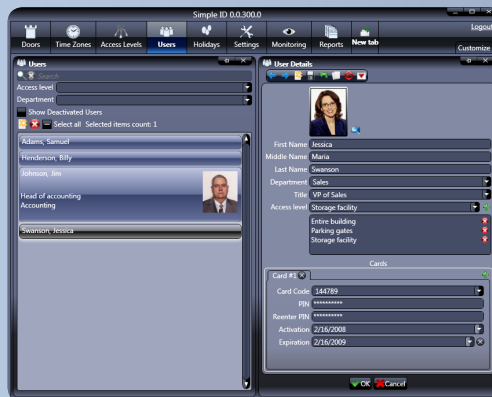 Simple ID 0.0.300.0
Logout
Doors
Time Zones
Access Levels
Users
Holidays
Settings
Monitoring
Reports
New tab
Customize
Users
Search
Access level
Department
Show Deactivated Users
Select all Selected items count: 1
Adams, Samuel
Henderson, Billy
Johnson, Jim
Head of accounting
Accounting
Swanson, Jessica
User Details
First Name Jessica
Middle Name Maria
Last Name Swanson
Department Sales
Title VP of Sales
Access level Storage facility
Entire building
Parking gates
Storage facility
Cards
Card #1
Card Code 144789
PIN **********
Reenter PIN **********
Activation 2/16/2008
Expiration 2/16/2009
OK Cancel